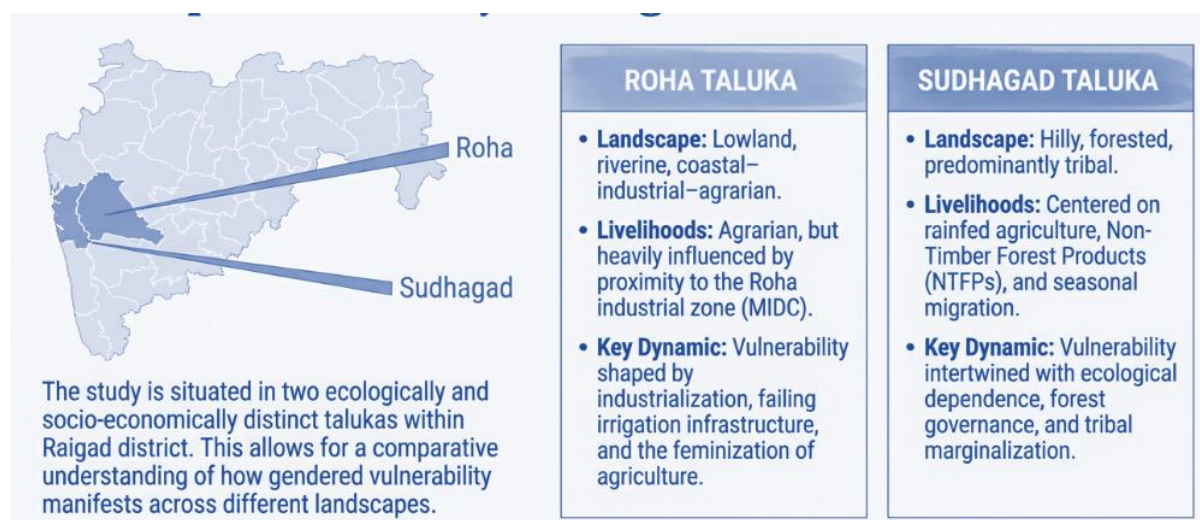 Roha
Sudhagad
The study is situated in two ecologically and
socio-economically distinct talukas within
Raigad district. This allows for a comparative
understanding of how gendered vulnerability
manifests across different landscapes.
ROHA TALUKA
• Landscape: Lowland,
riverine, coastal–
industrial–agrarian.
• Livelihoods: Agrarian, but
heavily influenced by
proximity to the Roha
industrial zone (MIDC).
• Key Dynamic: Vulnerability
shaped by
industrialization, failing
irrigation infrastructure,
and the feminization of
agriculture.
SUDHAGAD TALUKA
• Landscape: Hilly, forested,
predominantly tribal.
• Livelihoods: Centered on
rainfed agriculture, Non-
Timber Forest Products
(NTFPs), and seasonal
migration.
• Key Dynamic: Vulnerability
intertwined with ecological
dependence, forest
governance, and tribal
marginalization.